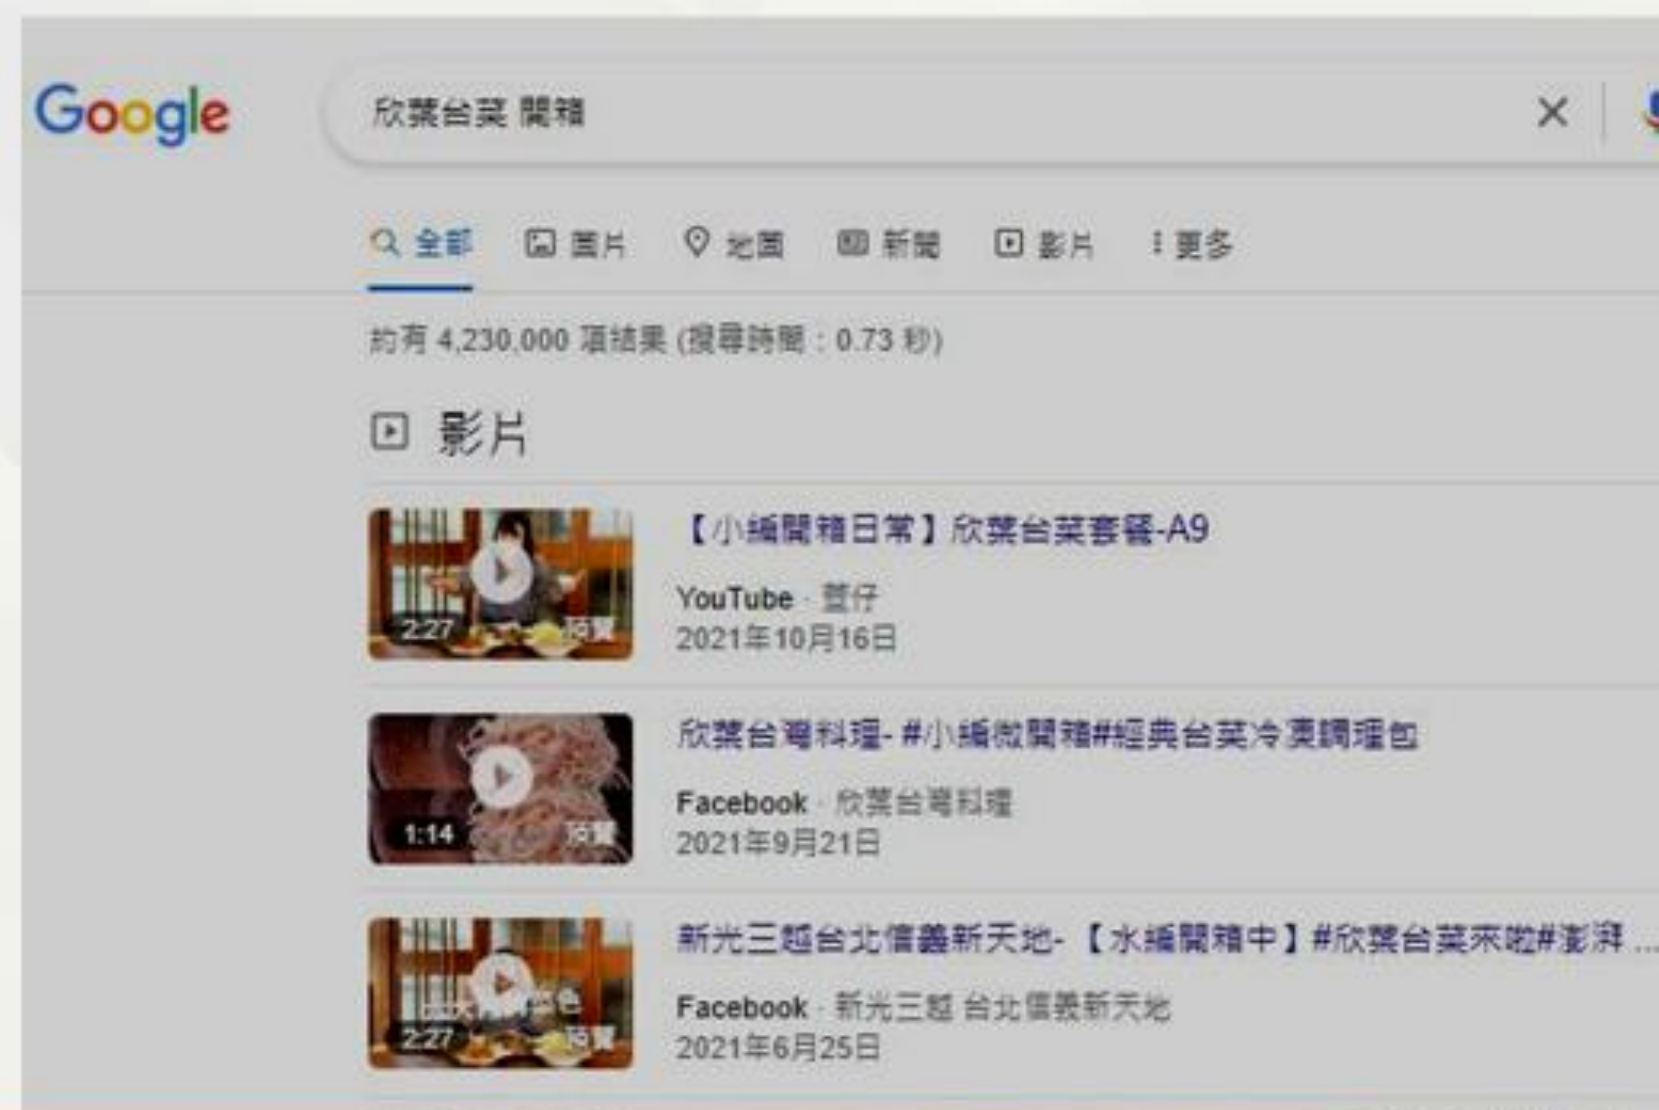 Google
欣葉台菜 開箱
全部 圖片 地圖 新聞 影片 更多
約有 4,230,000 項結果 (搜尋時間：0.73 秒)
影片
【小編開箱日常】欣葉台菜套餐-A9
YouTube · 萱仔
2021年10月16日
2:27 預覽
欣葉台灣料理- #小編微開箱#經典台菜冷凍調理包
Facebook · 欣葉台灣料理
2021年9月21日
1:14 預覽
新光三越台北信義新天地- 【水編開箱中】#欣葉台菜來啦#澎湃 ...
Facebook · 新光三越 台北信義新天地
2021年6月25日
2:27 預覽